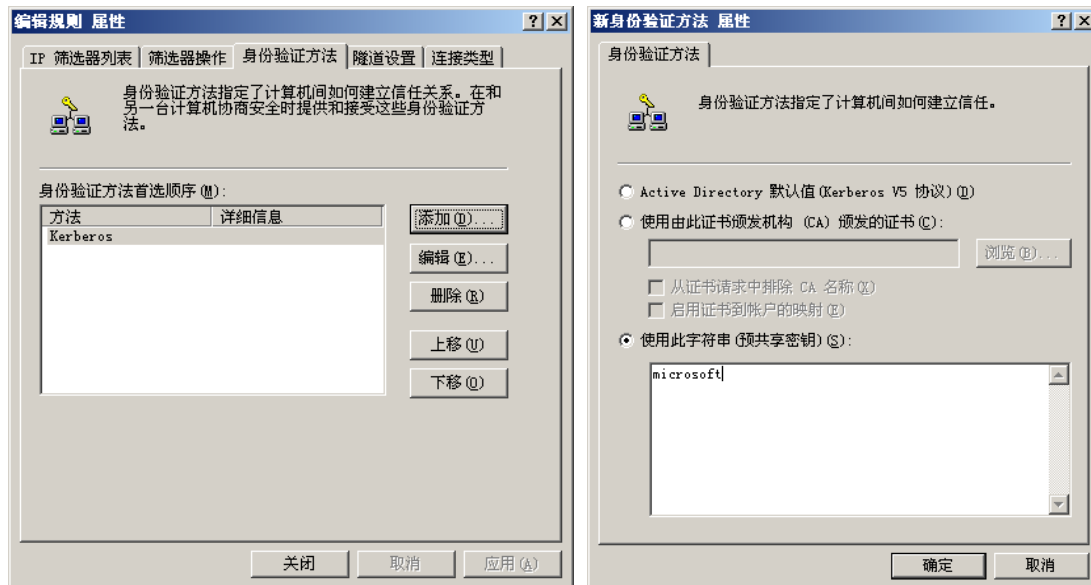 编辑规则 属性
IP 筛选器列表 筛选器操作 身份验证方法 隧道设置 连接类型
身份验证方法指定了计算机间如何建立信任关系。在和
另一台计算机协商安全时提供和接受这些身份验证方
法。
身份验证方法首选顺序(M):
方法 详细信息
Kerberos
添加(D)...
编辑(E)...
删除(R)
上移(U)
下移(O)
关闭 取消 应用(A)
新身份验证方法 属性
身份验证方法
身份验证方法指定了计算机间如何建立信任。
Active Directory 默认值(Kerberos V5 协议)(D)
使用由此证书颁发机构 (CA) 颁发的证书(C):
浏览(B)...
从证书请求中排除 CA 名称(X)
启用证书到帐户的映射(E)
使用此字符串(预共享密钥)(S):
microsoft
确定 取消